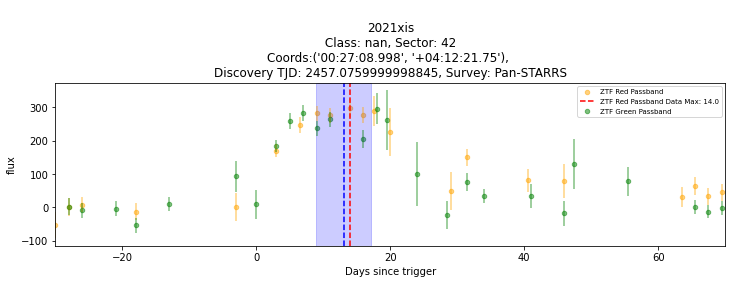 2021xis
Class: nan, Sector: 42
Coords:('00:27:08.998', '+04:12:21.75'),
Discovery TJD: 2457.0759999998845, Survey: Pan-STARRS
ZTF Red Passband
ZTF Red Passband Data Max: 14.0
ZTF Green Passband
flux
300
200
100
0
−100
−20
0
20
40
60
Days since trigger